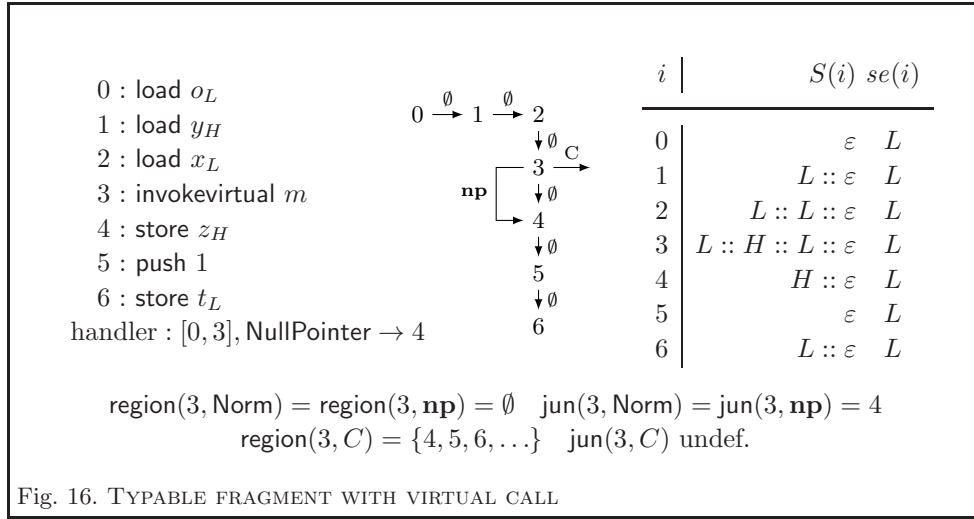 0 : load o_L
1 : load y_H
2 : load x_L
3 : invokevirtual m
4 : store z_H
5 : push 1
6 : store t_L
handler : [0, 3], NullPointer → 4
0 ∅ 1 ∅ 2
∅
3 C
np ∅
4
∅
5
∅
6
i S(i) se(i)
0 ε L
1 L :: ε L
2 L :: L :: ε L
3 L :: H :: L :: ε L
4 H :: ε L
5 ε L
6 L :: ε L
region(3, Norm) = region(3, np) = ∅ jun(3, Norm) = jun(3, np) = 4
region(3, C) = {4, 5, 6, ...} jun(3, C) undef.
Fig. 16. TYPABLE FRAGMENT WITH VIRTUAL CALL